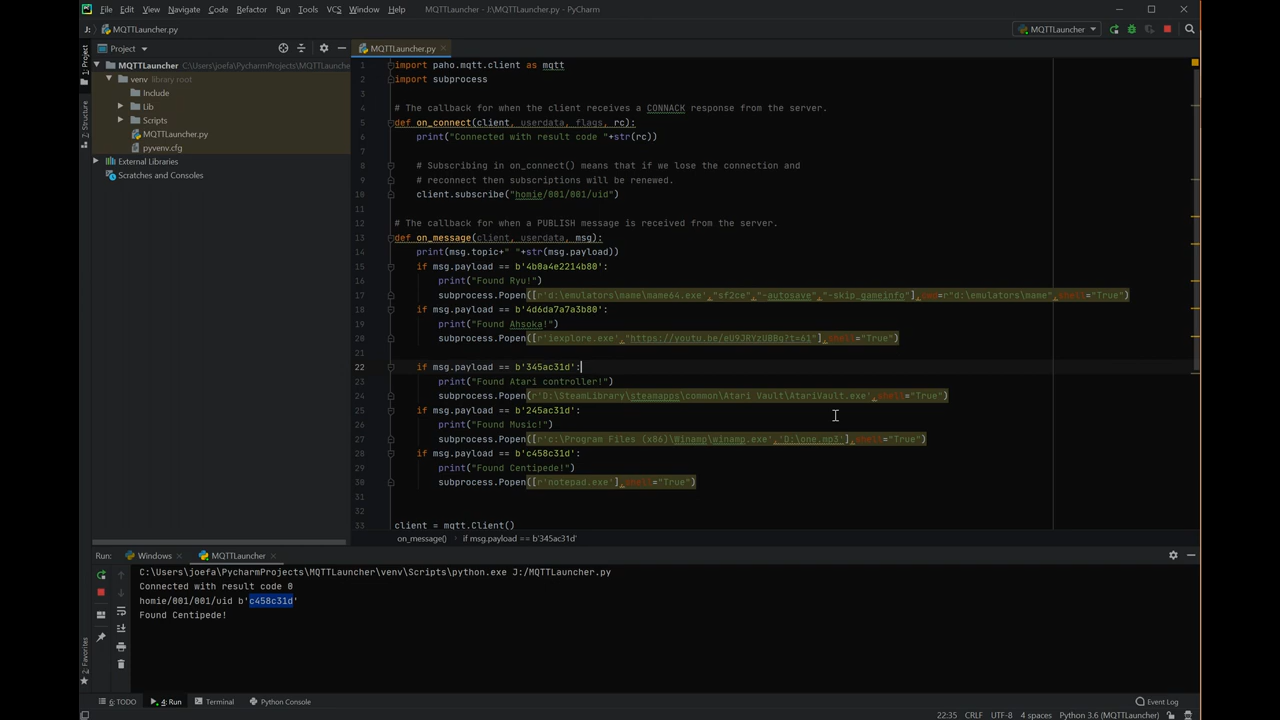 File Edit View Navigate Code Refactor Run Tools VCS Window Help MQTTLauncher - J:\MQTTLauncher.py - PyCharm
J: MQTTLauncher.py MQTTLauncher
Project MQTTLauncher.py
1: Project
MQTTLauncher C:\Users\joefa\PycharmProjects\MQTTLaunche
venv library root
Include
Lib
Scripts
MQTTLauncher.py
pyvenv.cfg
External Libraries
Scratches and Consoles
7: Structure
1 import paho.mqtt.client as mqtt
2 import subprocess
3
4 # The callback for when the client receives a CONNACK response from the server.
5 def on_connect(client, userdata, flags, rc):
6 print("Connected with result code "+str(rc))
7
8 # Subscribing in on_connect() means that if we lose the connection and
9 # reconnect then subscriptions will be renewed.
10 client.subscribe("homie/001/001/uid")
11
12 # The callback for when a PUBLISH message is received from the server.
13 def on_message(client, userdata, msg):
14 print(msg.topic+" "+str(msg.payload))
15 if msg.payload == b'4b0a4e2214b80':
16 print("Found Ryu!")
17 subprocess.Popen([r'd:\emulators\mame\mame64.exe',"sf2ce","-autosave","-skip_gameinfo"],cwd=r"d:\emulators\mame",shell="True")
18 if msg.payload == b'4d6da7a7a3b80':
19 print("Found Ahsoka!")
20 subprocess.Popen([r'iexplore.exe',"https://youtu.be/eU9JRYzUBBg?t=61"],shell="True")
21
22 if msg.payload == b'345ac31d':
23 print("Found Atari controller!")
24 subprocess.Popen(r'D:\SteamLibrary\steamapps\common\Atari Vault\AtariVault.exe',shell="True")
25 if msg.payload == b'245ac31d':
26 print("Found Music!")
27 subprocess.Popen([r'c:\Program Files (x86)\Winamp\winamp.exe','D:\one.mp3'],shell="True")
28 if msg.payload == b'c458c31d':
29 print("Found Centipede!")
30 subprocess.Popen([r'notepad.exe'],shell="True")
31
32
33 client = mqtt.Client()
on_message() if msg.payload == b'345ac31d'
Run: Windows MQTTLauncher
C:\Users\joefa\PycharmProjects\MQTTLauncher\venv\Scripts\python.exe J:/MQTTLauncher.py
Connected with result code 0
homie/001/001/uid b'c458c31d'
Found Centipede!
2: Favorites
6: TODO 4: Run Terminal Python Console Event Log
22:35 CRLF UTF-8 4 spaces Python 3.6 (MQTTLauncher)